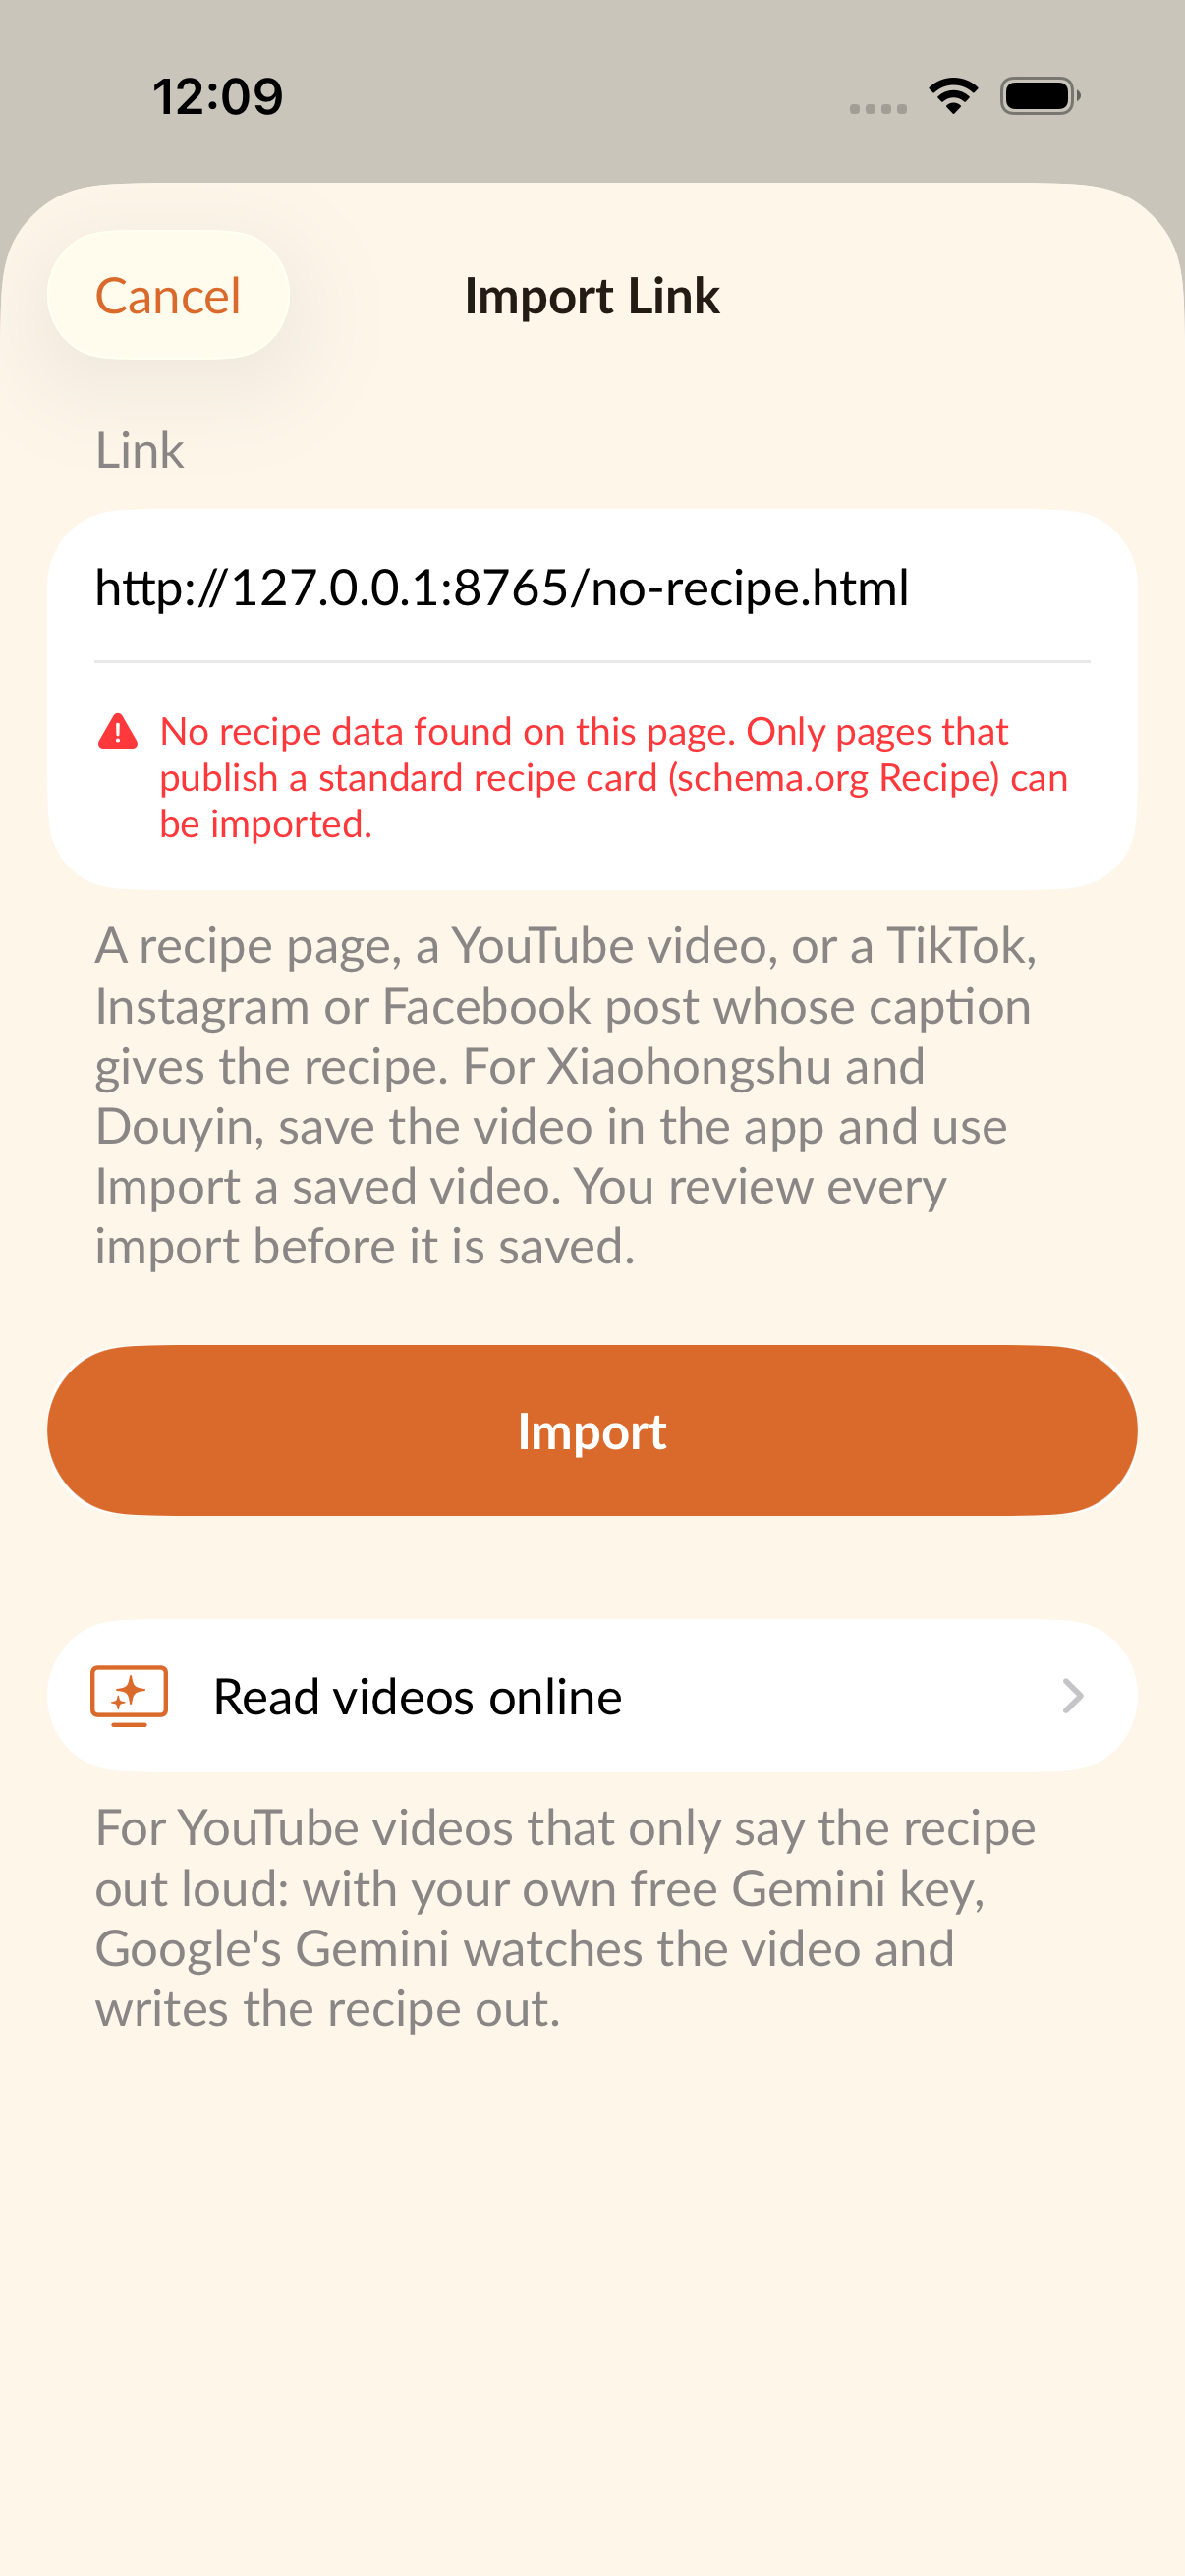 12:09
Cancel
Import Link
Link
http://127.0.0.1:8765/no-recipe.html
No recipe data found on this page. Only pages that
publish a standard recipe card (schema.org Recipe) can
be imported.
A recipe page, a YouTube video, or a TikTok,
Instagram or Facebook post whose caption
gives the recipe. For Xiaohongshu and
Douyin, save the video in the app and use
Import a saved video. You review every
import before it is saved.
Import
Read videos online
For YouTube videos that only say the recipe
out loud: with your own free Gemini key,
Google's Gemini watches the video and
writes the recipe out.